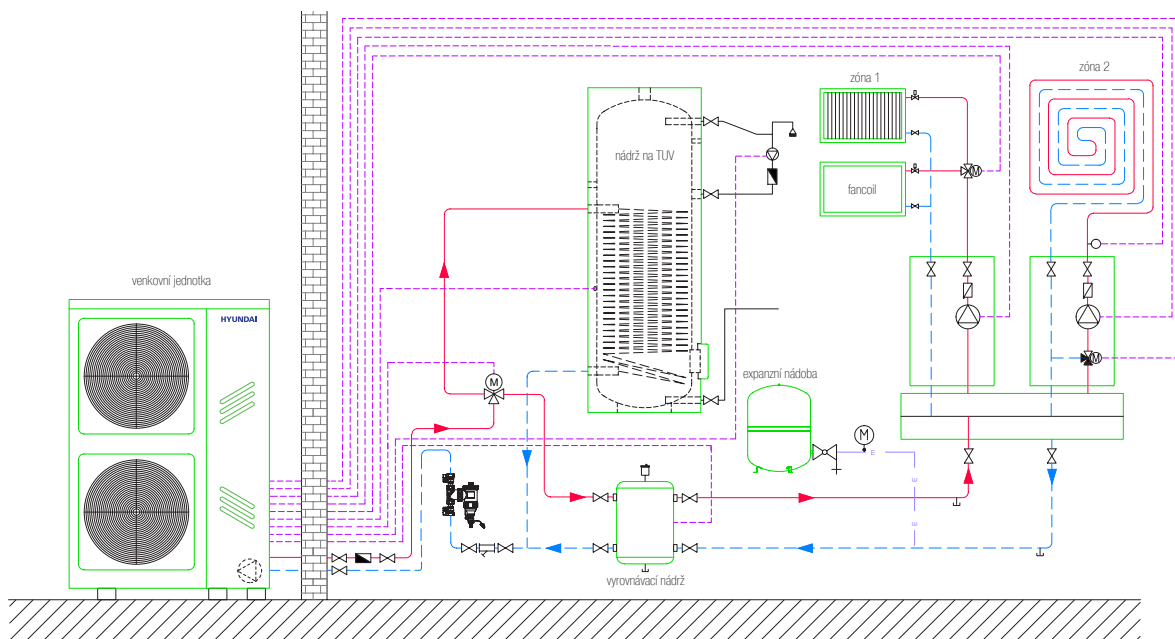 zóna 1
zóna 2
nádrž na TUV
fancoil
M
venkovní jednotka
HYUNDAI
M
M
expanzní nádoba
M
M
E
E
E
vyrovnávací nádrž